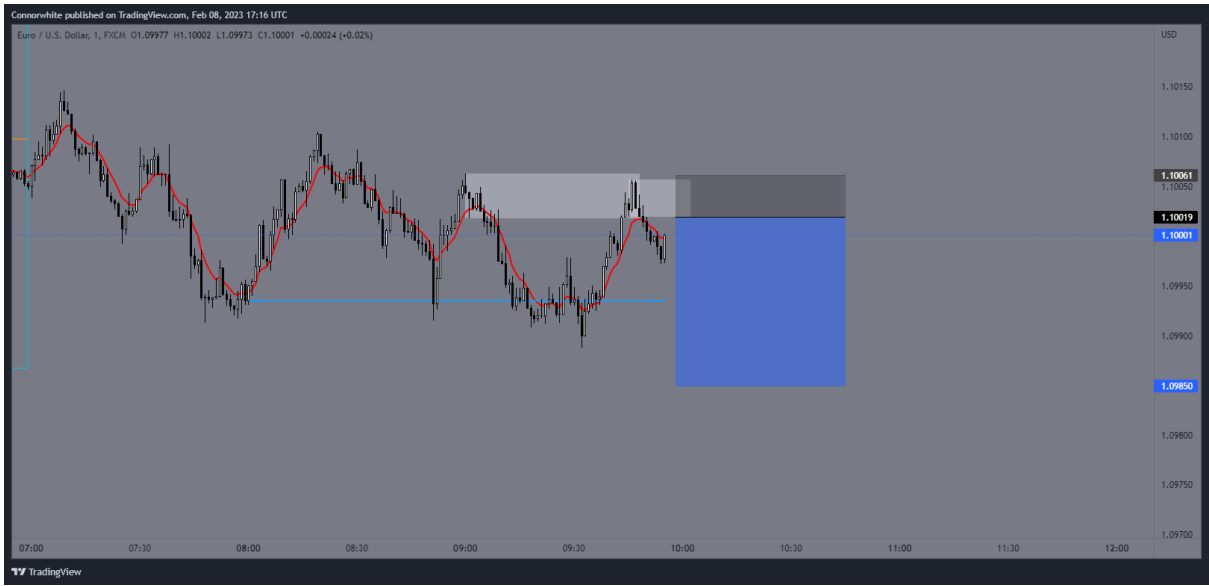 Connorwhite published on TradingView.com, Feb 08, 2023 17:16 UTC
Euro / U.S. Dollar, 1, FXCM O1.09977 H1.10002 L1.09973 C1.10001 +0.00024 (+0.02%)
USD
1.10150
1.10100
1.10061
1.10050
1.10019
1.10001
1.09950
1.09900
1.09850
1.09800
1.09750
1.09700
07:00 07:30 08:00 08:30 09:00 09:30 10:00 10:30 11:00 11:30 12:00
TradingView